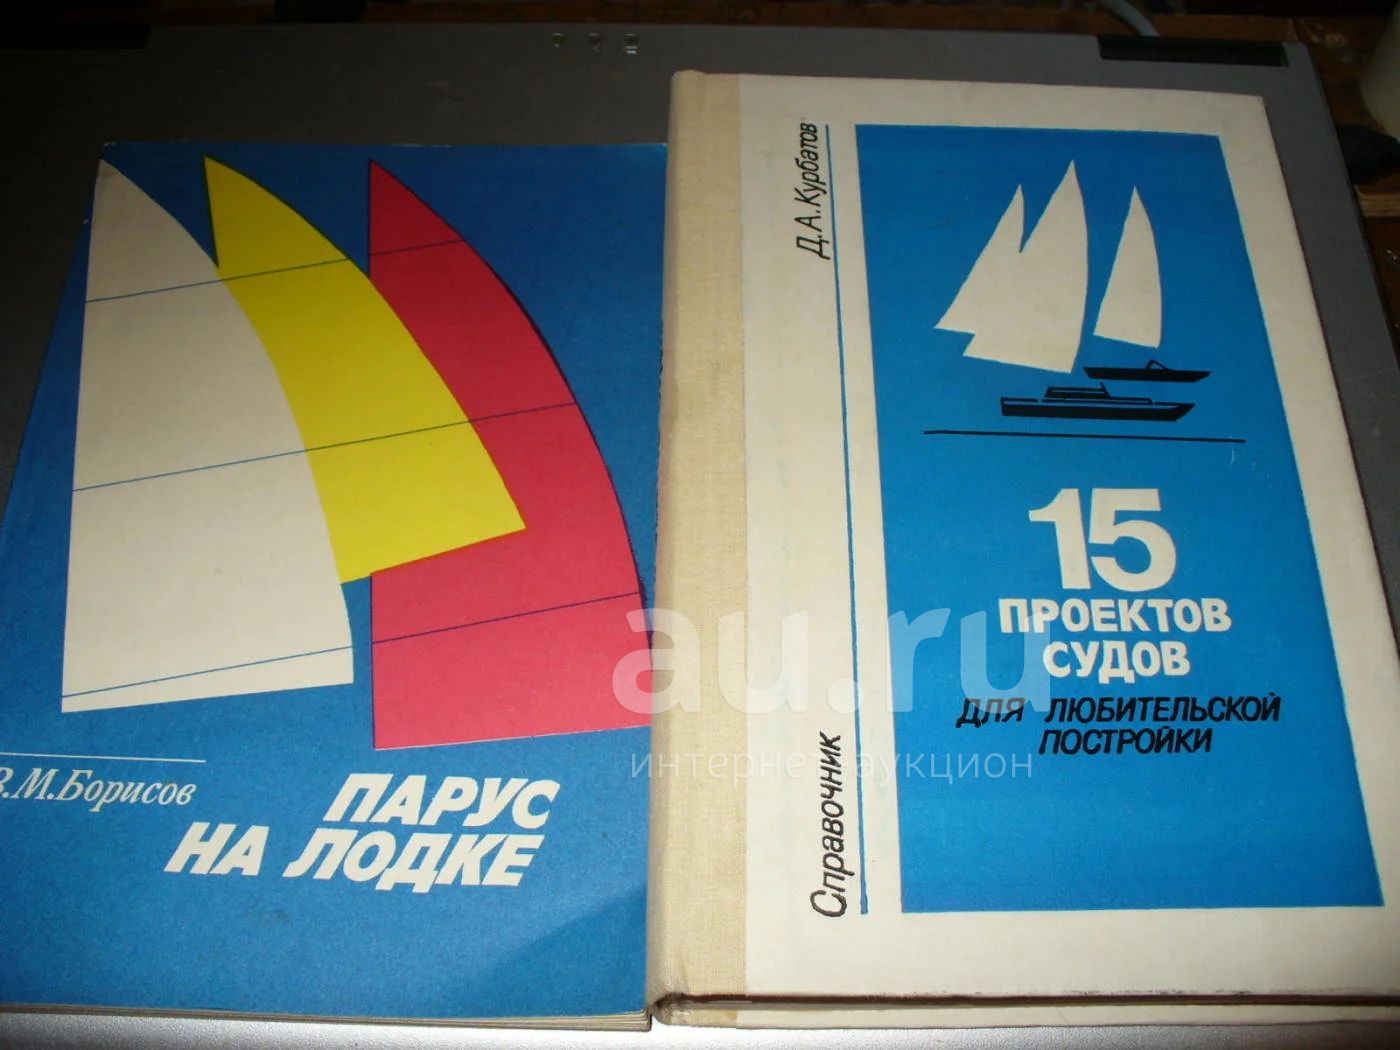 В.М.Борисов
ПАРУС
НА ЛОДКЕ
Д.А.Курбатов
Справочник
15
ПРОЕКТОВ
СУДОВ
ДЛЯ ЛЮБИТЕЛЬСКОЙ
ПОСТРОЙКИ
au.ru
интернет аукцион